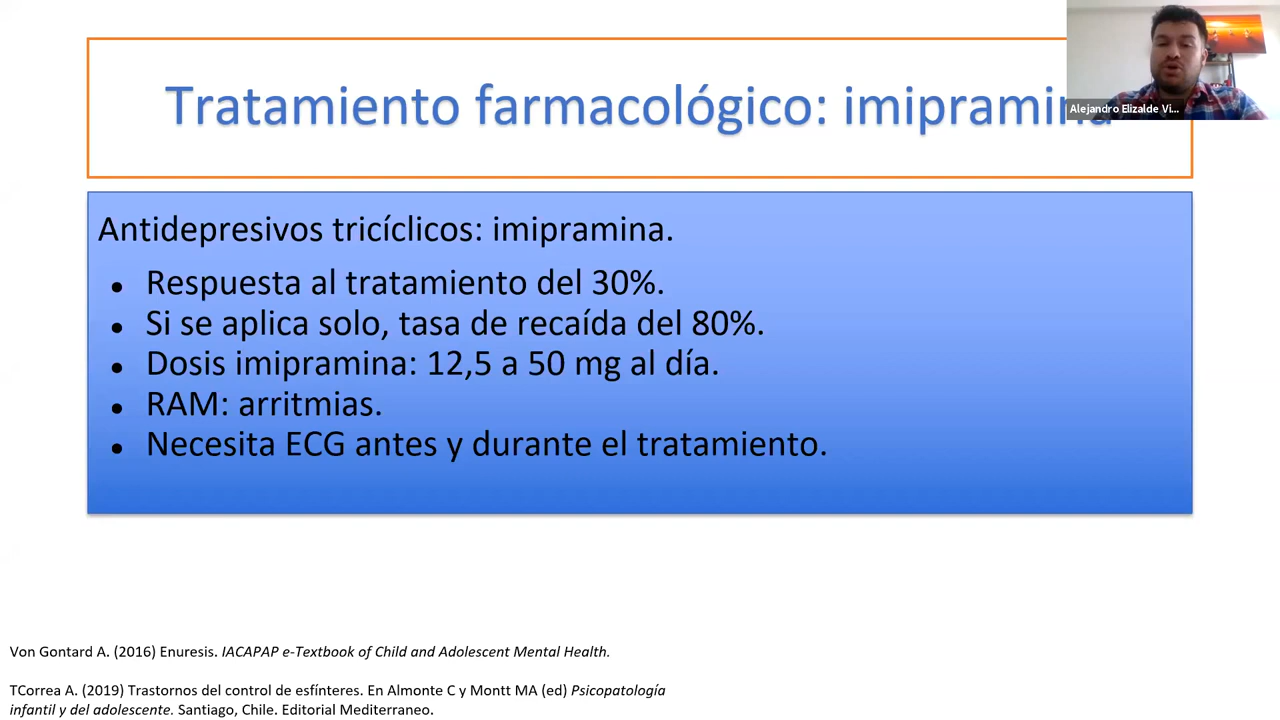 Tratamiento farmacológico: imipramina
Alejandro Elizalde Vi...
Antidepresivos tricíclicos: imipramina.
• Respuesta al tratamiento del 30%.
• Si se aplica solo, tasa de recaída del 80%.
• Dosis imipramina: 12,5 a 50 mg al día.
• RAM: arritmias.
• Necesita ECG antes y durante el tratamiento.
Von Gontard A. (2016) Enuresis. IACAPAP e-Textbook of Child and Adolescent Mental Health.
TCorrea A. (2019) Trastornos del control de esfínteres. En Almonte C y Montt MA (ed) Psicopatología
infantil y del adolescente. Santiago, Chile. Editorial Mediterraneo.